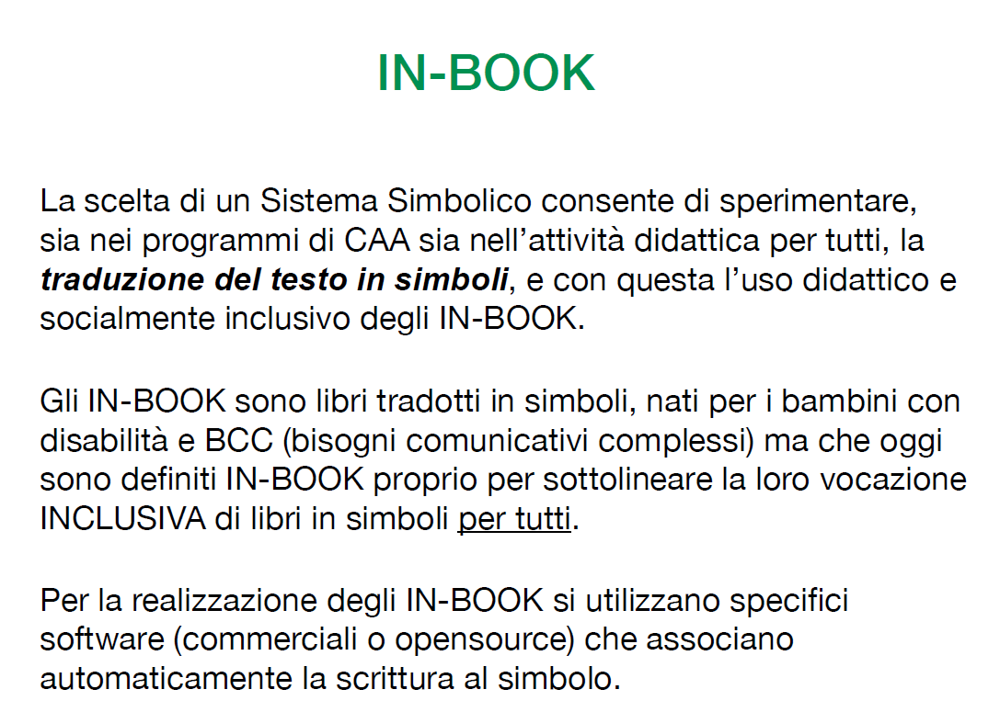 IN-BOOK
La scelta di un Sistema Simbolico consente di sperimentare,
sia nei programmi di CAA sia nell’attività didattica per tutti, la
traduzione del testo in simboli, e con questa l’uso didattico e
socialmente inclusivo degli IN-BOOK.
Gli IN-BOOK sono libri tradotti in simboli, nati per i bambini con
disabilità e BCC (bisogni comunicativi complessi) ma che oggi
sono definiti IN-BOOK proprio per sottolineare la loro vocazione
INCLUSIVA di libri in simboli per tutti.
Per la realizzazione degli IN-BOOK si utilizzano specifici
software (commerciali o opensource) che associano
automaticamente la scrittura al simbolo.